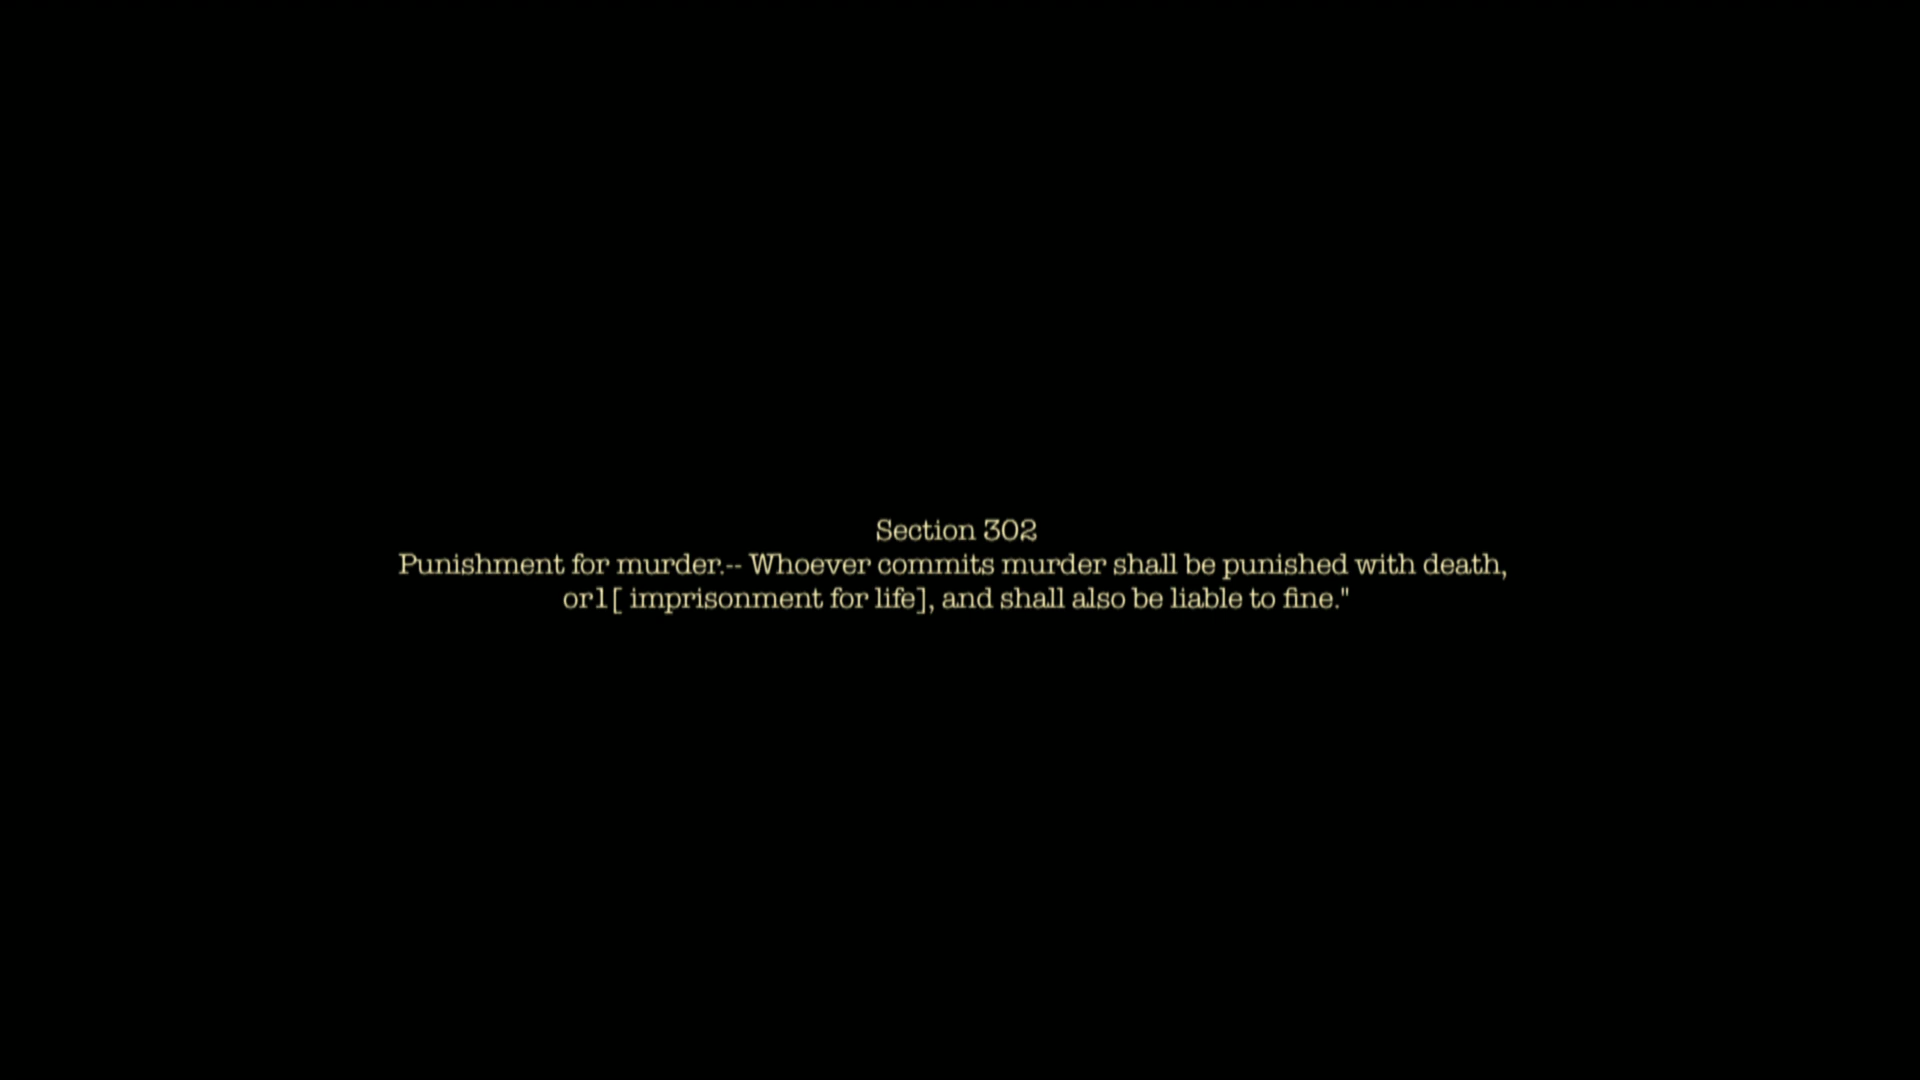 Section 302
Punishment for murder.-- Whoever commits murder shall be punished with death,
or1[ imprisonment for life], and shall also be liable to fine."